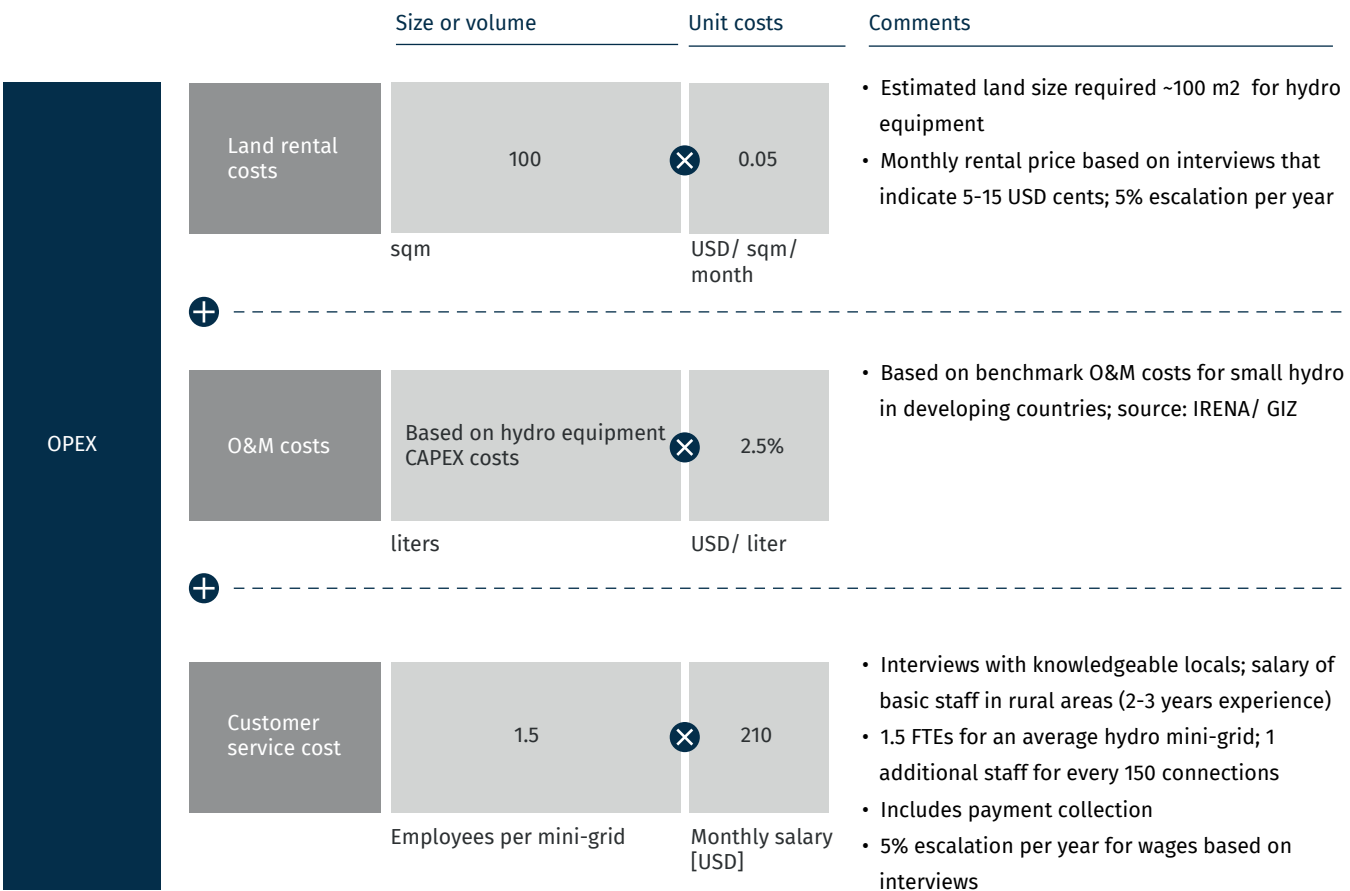 Size or volume
Unit costs
Comments
OPEX
Land rental
costs
100
0.05
sqm
USD/ sqm/
month
• Estimated land size required ~100 m2 for hydro
equipment
• Monthly rental price based on interviews that
indicate 5-15 USD cents; 5% escalation per year
O&M costs
Based on hydro equipment
CAPEX costs
2.5%
liters
USD/ liter
• Based on benchmark O&M costs for small hydro
in developing countries; source: IRENA/ GIZ
Customer
service cost
1.5
210
Employees per mini-grid
Monthly salary
[USD]
• Interviews with knowledgeable locals; salary of
basic staff in rural areas (2-3 years experience)
• 1.5 FTEs for an average hydro mini-grid; 1
additional staff for every 150 connections
• Includes payment collection
• 5% escalation per year for wages based on
interviews